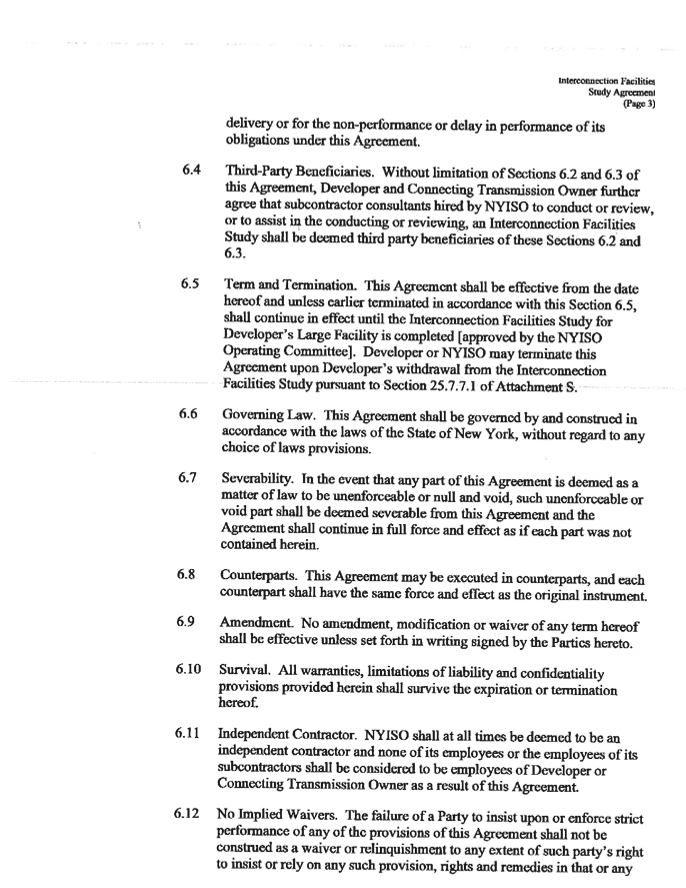 Interconnection Facilities
Study Agreement
(Page 3)
delivery or for the non-performance or delay in performance of its
obligations under this Agreement.
6.4 Third-Party Beneficiaries. Without limitation of Sections 6.2 and 6.3 of
this Agreement, Developer and Connecting Transmission Owner further
agree that subcontractor consultants hired by NYISO to conduct or review,
or to assist in the conducting or reviewing, an Interconnection Facilities
Study shall be deemed third party beneficiaries of these Sections 6.2 and
6.3.
6.5 Term and Termination. This Agreement shall be effective from the date
hereof and unless earlier terminated in accordance with this Section 6.5,
shall continue in effect until the Interconnection Facilities Study for
Developer's Large Facility is completed [approved by the NYISO
Operating Committee]. Developer or NYISO may terminate this
Agreement upon Developer's withdrawal from the Interconnection
Facilities Study pursuant to Section 25.7.7.1 of Attachment S.
6.6 Governing Law. This Agreement shall be governed by and construed in
accordance with the laws of the State of New York, without regard to any
choice of laws provisions.
6.7 Severability. In the event that any part of this Agreement is deemed as a
matter of law to be unenforceable or null and void, such unenforceable or
void part shall be deemed severable from this Agreement and the
Agreement shall continue in full force and effect as if each part was not
contained herein.
6.8 Counterparts. This Agreement may be executed in counterparts, and each
counterpart shall have the same force and effect as the original instrument.
6.9 Amendment. No amendment, modification or waiver of any term hereof
shall be effective unless set forth in writing signed by the Parties hereto.
6.10 Survival. All warranties, limitations of liability and confidentiality
provisions provided herein shall survive the expiration or termination
hereof.
6.11 Independent Contractor. NYISO shall at all times be deemed to be an
independent contractor and none of its employees or the employees of its
subcontractors shall be considered to be employees of Developer or
Connecting Transmission Owner as a result of this Agreement.
6.12 No Implied Waivers. The failure of a Party to insist upon or enforce strict
performance of any of the provisions of this Agreement shall not be
construed as a waiver or relinquishment to any extent of such party's right
to insist or rely on any such provision, rights and remedies in that or any